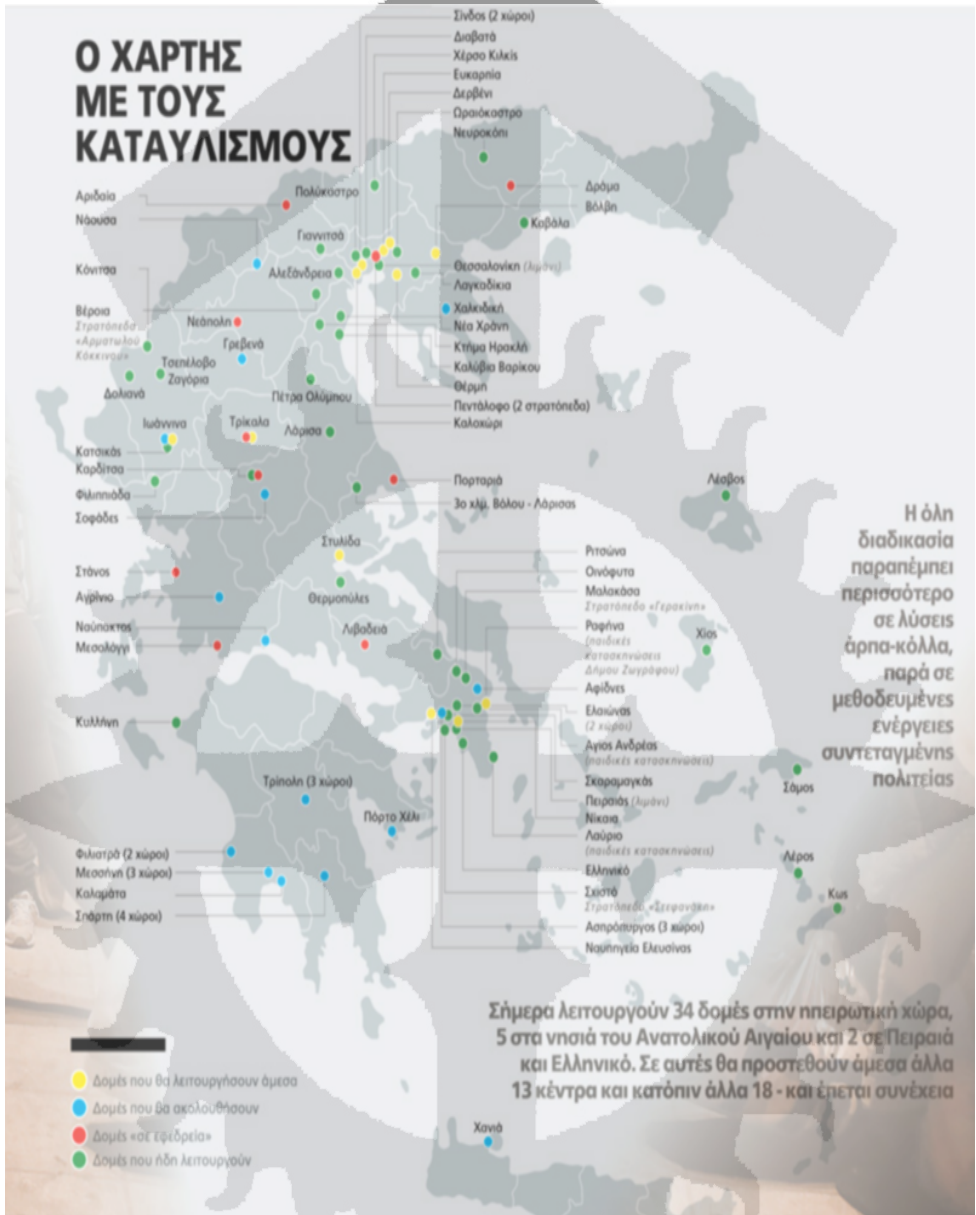 Ο ΧΑΡΤΗΣ
ΜΕ ΤΟΥΣ
ΚΑΤΑΥΛΙΣΜΟΥΣ
Σίνδος (2 χώροι)
Διαβατά
Χέρσο Κιλκίς
Ευκαρπία
Δερβένι
Ωραιόκαστρο
Νευροκόπι
Αριδαία
Νάουσα
Κόνιτσα
Βέροια
Στρατόπεδο
«Αρματωλού
Κόκκινου»
Πολύκαστρο
Γιαννιτσά
Αλεξάνδρεια
Νεάπολη
Γρεβενά
Τσεπέλοβο
Ζαγόρια
Δολιανά
Πέτρα Ολύμπου
Ιωάννινα
Τρίκαλα
Λάρισα
Δράμα
Βόλβη
Καβάλα
Θεσσαλονίκη (λιμάνι)
Λαγκαδίκια
Χαλκιδική
Νέα Χράνη
Κτήμα Ηρακλή
Καλύβια Βαρίκου
Θέρμη
Πεντάλοφο (2 στρατόπεδα)
Καλοχώρι
Κατσικάς
Καρδίτσα
Φιλιππιάδα
Σοφάδες
Πορταριά
3ο χλμ. Βόλου - Λάρισας
Λέσβος
Στυλίδα
Θερμοπύλες
Λιβαδειά
Στάνος
Αγρίνιο
Ναύπακτος
Μεσολόγγι
Κυλλήνη
Ριτσώνα
Οινόφυτα
Μαλακάσα
Στρατόπεδο «Γερακίνη»
Ραφήνα
(παιδικές
κατασκηνώσεις
Δήμου Ζωγράφου)
Αφίδνες
Ελαιώνας
(2 χώροι)
Αγιος Ανδρέας
(παιδικές κατασκηνώσεις)
Σκαραμαγκάς
Πειραιάς (λιμάνι)
Νίκαια
Λαύριο
(παιδικές κατασκηνώσεις)
Ελληνικό
Σχιστό
Στρατόπεδο «Στεφανάκη»
Ασπρόπυργος (3 χώροι)
Ναυπηγεία Ελευσίνας
Χίος
Σάμος
Λέρος
Κως
Η όλη
διαδικασία
παραπέμπει
περισσότερο
σε λύσεις
άρπα-κόλλα,
παρά σε
μεθοδευμένες
ενέργειες
συντεταγμένης
πολιτείας
Τρίπολη (3 χώροι)
Πόρτο Χέλι
Φιλιατρά (2 χώροι)
Μεσσήνη (3 χώροι)
Καλαμάτα
Σπάρτη (4 χώροι)
Σήμερα λειτουργούν 34 δομές στην ηπειρωτική χώρα,
5 στα νησιά του Ανατολικού Αιγαίου και 2 σε Πειραιά
και Ελληνικό. Σε αυτές θα προστεθούν άμεσα άλλα
13 κέντρα και κατόπιν άλλα 18 - και έπεται συνέχεια
Δομές που θα λειτουργήσουν άμεσα
Δομές που θα ακολουθήσουν
Δομές «σε εφεδρεία»
Δομές που ήδη λειτουργούν
Χανιά